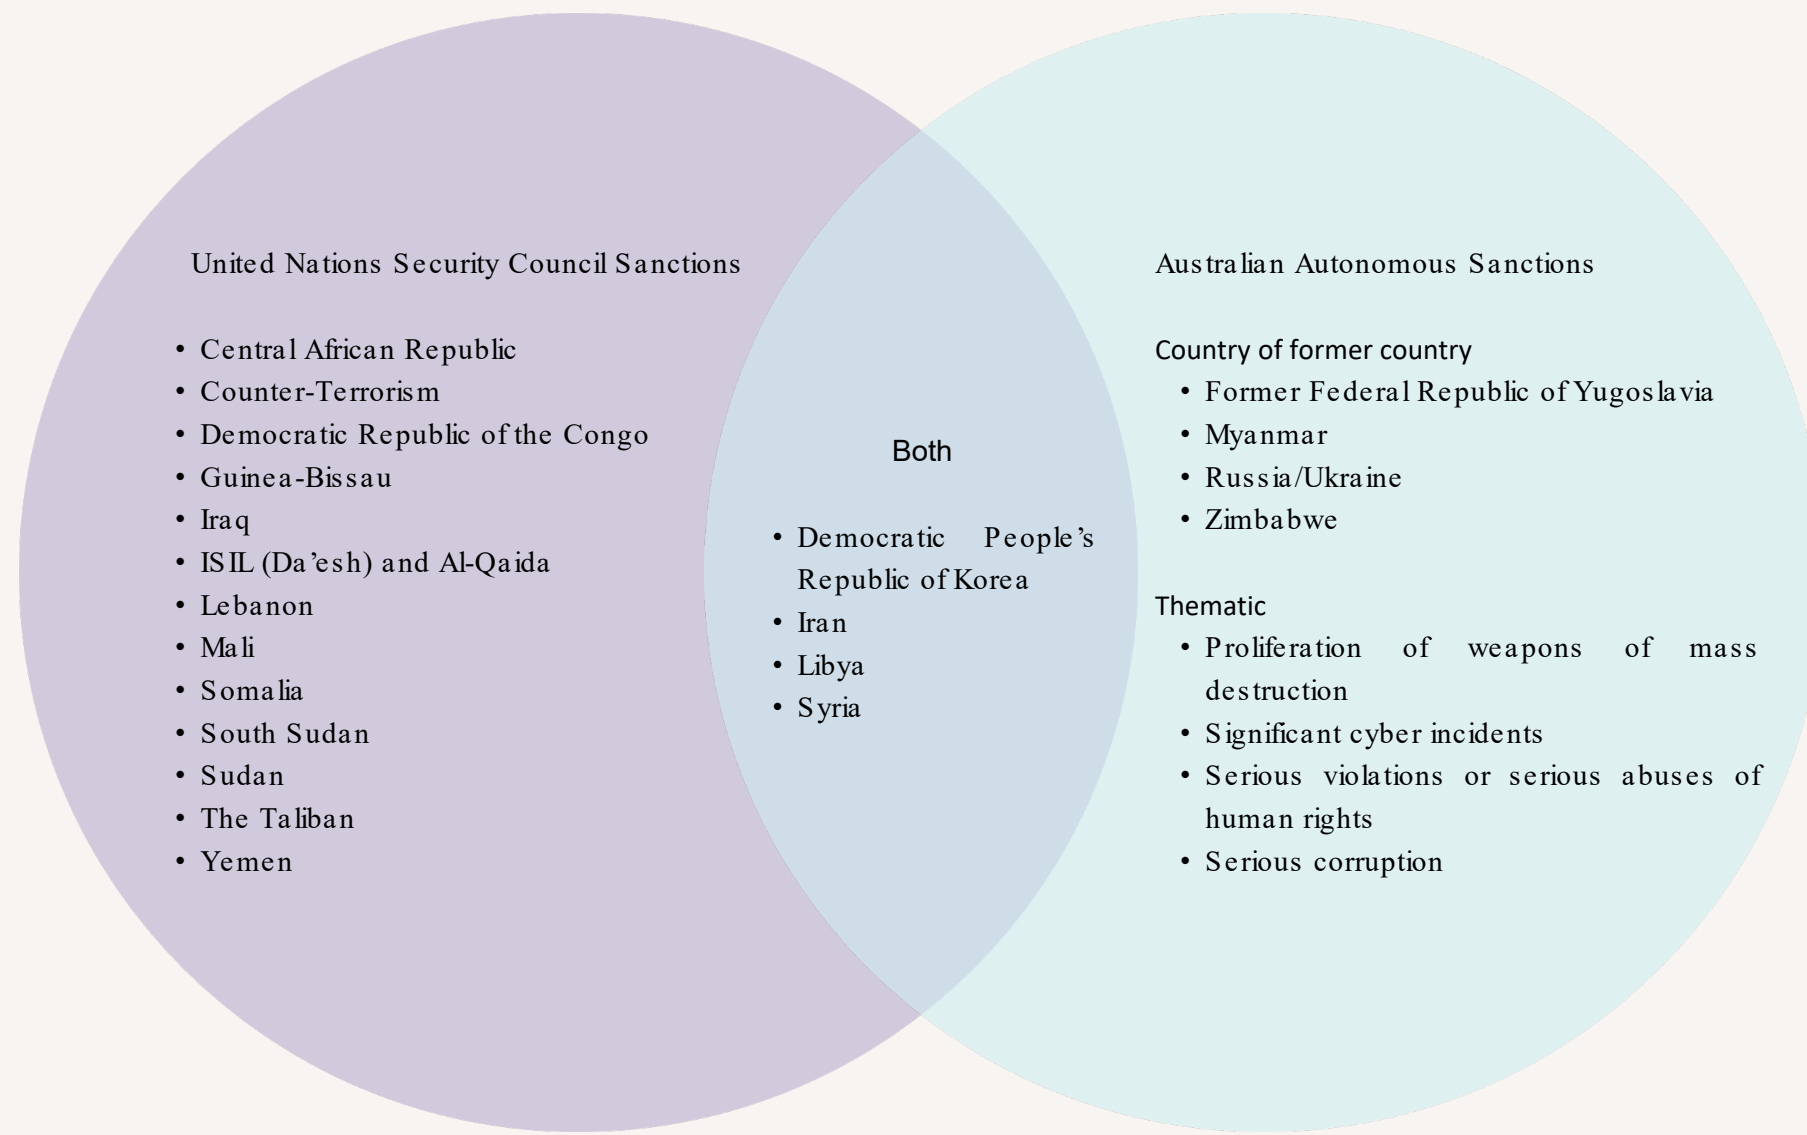 United Nations Security Council Sanctions
• Central African Republic
• Counter-Terrorism
• Democratic Republic of the Congo
• Guinea-Bissau
• Iraq
• ISIL (Da’esh) and Al-Qaida
• Lebanon
• Mali
• Somalia
• South Sudan
• Sudan
• The Taliban
• Yemen
Both
• Democratic People’s
Republic of Korea
• Iran
• Libya
• Syria
Australian Autonomous Sanctions
Country of former country
• Former Federal Republic of Yugoslavia
• Myanmar
• Russia/Ukraine
• Zimbabwe
Thematic
• Proliferation of weapons of mass
destruction
• Significant cyber incidents
• Serious violations or serious abuses of
human rights
• Serious corruption